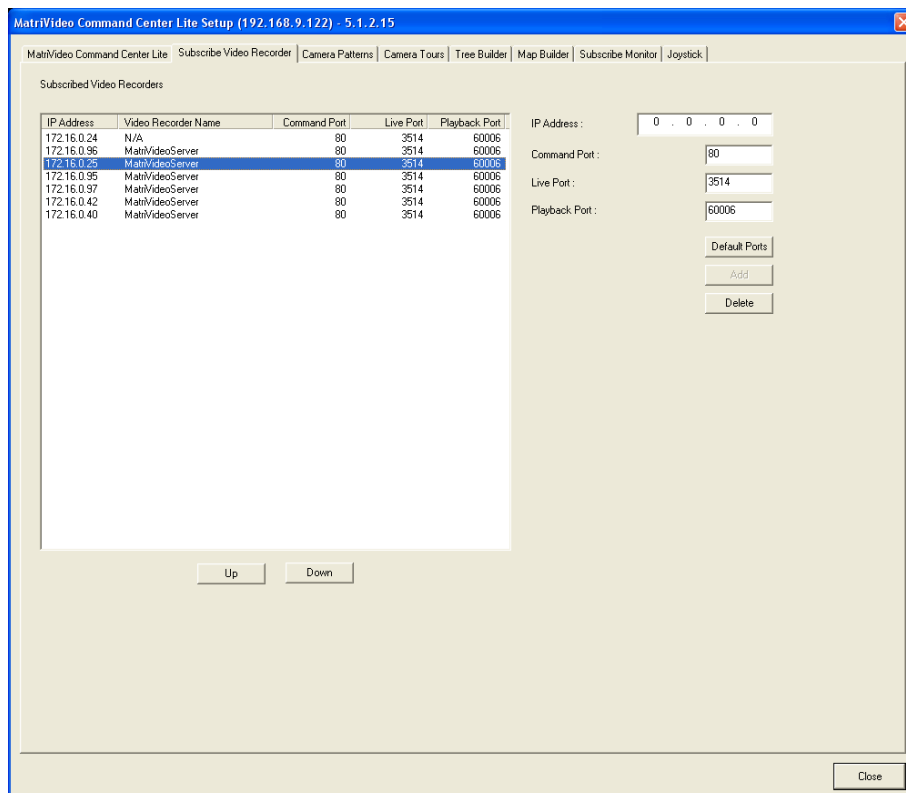 MatriVideo Command Center Lite Setup (192.168.9.122) - 5.1.2.15
MatriVideo Command Center Lite Subscribe Video Recorder Camera Patterns Camera Tours Tree Builder Map Builder Subscribe Monitor Joystick
Subscribed Video Recorders
IP Address Video Recorder Name Command Port Live Port Playback Port
172.16.0.24 N/A 80 3514 60006
172.16.0.96 MatriVideoServer 80 3514 60006
172.16.0.25 MatriVideoServer 80 3514 60006
172.16.0.95 MatriVideoServer 80 3514 60006
172.16.0.97 MatriVideoServer 80 3514 60006
172.16.0.42 MatriVideoServer 80 3514 60006
172.16.0.40 MatriVideoServer 80 3514 60006
IP Address : 0 . 0 . 0 . 0
Command Port : 80
Live Port : 3514
Playback Port : 60006
Default Ports
Add
Delete
Up Down
Close